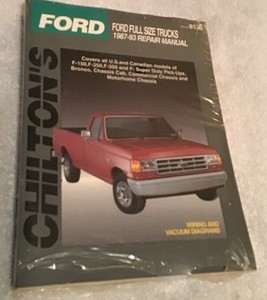 FORD
FORD FULL SIZE TRUCKS
1987-93 REPAIR MANUAL
Covers all U.S. and Canadian models of
F-150, F-250, F-350 and F- Super Duty Pick-Ups,
Bronco, Chassis Cab, Commercial Chassis and
Motorhome Chassis
CHILTON'S
WIRING AND
VACUUM DIAGRAMS